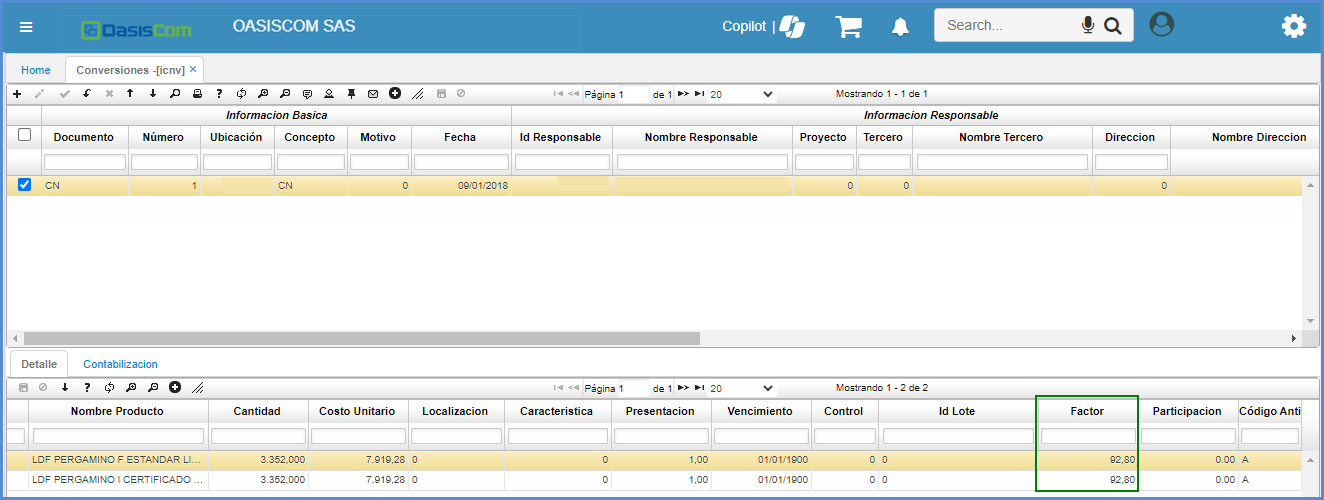 OasisCom OASISCOM SAS Copilot | Search...
Home Conversiones -[icnv] ×
Página 1 de 1 20 Mostrando 1 - 1 de 1
Informacion Basica Informacion Responsable
Documento Número Ubicación Concepto Motivo Fecha Id Responsable Nombre Responsable Proyecto Tercero Nombre Tercero Direccion Nombre Direccion
CN 1 CN 0 09/01/2018 0 0 0
Detalle Contabilizacion
Página 1 de 1 20 Mostrando 1 - 2 de 2
Nombre Producto Cantidad Costo Unitario Localizacion Caracteristica Presentacion Vencimiento Control Id Lote Factor Participacion Código Anti
LDF PERGAMINO F ESTANDAR LI... 3.352,000 7.919,28 0 0 1,00 01/01/1900 0 92,80 0.00 A
LDF PERGAMINO I CERTIFICADO ... 3.352,000 7.919,28 0 0 1,00 01/01/1900 0 92,80 0.00 A